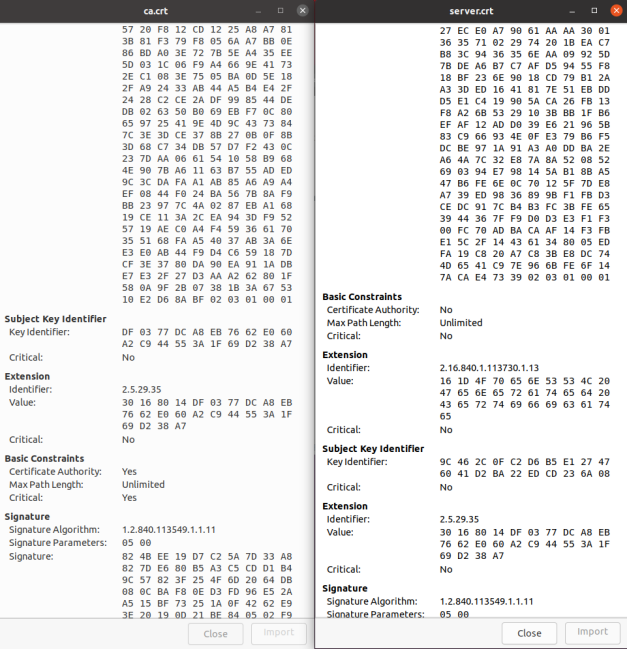 ca.crt
57 20 F8 12 CD 12 25 A8 A7 81
3B 81 F3 79 F8 05 6A A7 BB 0E
86 BD A0 3E 72 7B 5E A4 35 EE
5D 03 1C 06 F9 A4 66 9E 41 73
2E C1 08 3E 75 05 BA 0D 5E 18
2F A9 24 33 AB 44 A5 B4 E4 2F
24 28 C2 CE 2A DF 99 85 44 DE
DB 02 63 50 B0 69 EB F7 0C 80
65 97 25 41 9E 4D 9C 43 73 84
7C 3E 3D CE 37 8B 27 0B 0F 8B
3D 68 C7 34 DB 57 D7 F2 43 0C
23 7D AA 06 61 54 10 58 B9 68
4E 90 7B A6 11 63 B7 55 AD ED
9C 3C DA FA A1 AB 85 A6 A9 A4
EF 08 44 F0 24 BA 56 7B 8A F9
BB 23 97 7C 4A 02 87 EB A1 68
19 CE 11 3A 2C EA 94 3D F9 52
57 19 AE C0 A4 F4 59 36 61 70
35 51 68 FA A5 40 37 AB 3A 6E
E3 E0 AB 44 F9 D4 C6 59 18 7D
CF 3E 37 80 DA 90 EA 91 1A DB
E7 E3 2F 27 D3 AA A2 62 80 1F
58 0A 9F 2B 07 38 1B 3A 67 53
10 E2 D6 8A BF 02 03 01 00 01
Subject Key Identifier
Key Identifier: DF 03 77 DC A8 EB 76 62 E0 60
A2 C9 44 55 3A 1F 69 D2 38 A7
Critical: No
Extension
Identifier: 2.5.29.35
Value: 30 16 80 14 DF 03 77 DC A8 EB
76 62 E0 60 A2 C9 44 55 3A 1F
69 D2 38 A7
Critical: No
Basic Constraints
Certificate Authority: Yes
Max Path Length: Unlimited
Critical: Yes
Signature
Signature Algorithm: 1.2.840.113549.1.1.11
Signature Parameters: 05 00
Signature: 82 4B EE 19 D7 C2 5A 7D 33 A8
82 7D E6 80 B5 A3 C5 CD D1 B4
9C 57 82 3F 25 4F 6D 20 64 DB
08 0C BA F8 0E D3 FD 96 E5 2A
A5 15 BF 73 25 1A 0F 42 62 E9
3E 20 19 0D 21 BE 84 05 02 F9
Close Import
server.crt
27 EC E0 A7 90 61 AA AA 30 01
36 35 71 02 29 74 20 1B EA C7
B8 3C 94 36 35 6E AA 09 92 5D
7B DE A6 B7 C7 AF D5 94 55 F8
18 BF 23 6E 90 18 CD 79 B1 2A
A3 3D ED 16 41 81 7E 51 EB DD
D5 E1 C4 19 90 5A CA 26 FB 13
F8 A2 6B 53 29 10 3B BB 1F B6
EF AF 12 AD D0 39 E6 21 96 5B
83 C9 66 93 4E 0F E3 79 B6 F5
DC BE 97 1A 91 A3 A0 DD BA 2E
A6 4A 7C 32 E8 7A 8A 52 08 52
69 03 94 E7 98 14 5A B1 8B A5
47 B6 FE 6E 0C 70 12 5F 7D E8
A7 39 ED 98 36 89 9B F1 FB D3
CE DC 91 7C B4 B3 FC 3B FE 65
39 44 36 7F F9 D0 D3 E3 F1 F3
00 FC 70 AD BA CA AF 14 F3 FB
E1 5C 2F 14 43 61 34 80 05 ED
FA 19 C8 20 A7 C8 3B E8 DC 74
4D 65 41 C9 7E 96 6B FE 6F 14
7A CA E4 73 39 02 03 01 00 01
Basic Constraints
Certificate Authority: No
Max Path Length: Unlimited
Critical: No
Extension
Identifier: 2.16.840.1.113730.1.13
Value: 16 1D 4F 70 65 6E 53 53 4C 20
47 65 6E 65 72 61 74 65 64 20
43 65 72 74 69 66 69 63 61 74
65
Critical: No
Subject Key Identifier
Key Identifier: 9C 46 2C 0F C2 D6 B5 E1 27 47
60 41 D2 BA 22 ED CD 23 6A 08
Critical: No
Extension
Identifier: 2.5.29.35
Value: 30 16 80 14 DF 03 77 DC A8 EB
76 62 E0 60 A2 C9 44 55 3A 1F
69 D2 38 A7
Critical: No
Signature
Signature Algorithm: 1.2.840.113549.1.1.11
Signature Parameters: 05 00
Close Import